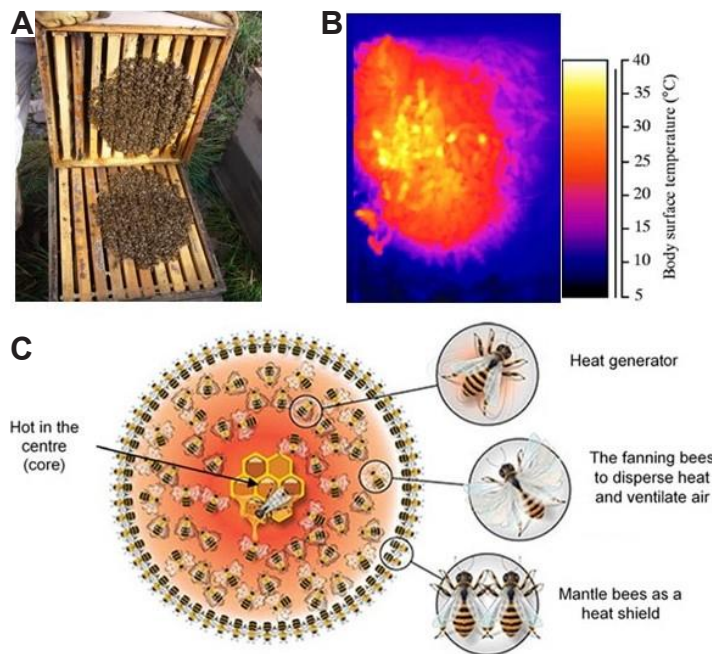 A
B
40
35
30
25
20
15
10
5
Body surface temperature (°C)
C
Heat generator
Hot in the
centre
(core)
The fanning bees
to disperse heat
and ventilate air
Mantle bees as a
heat shield